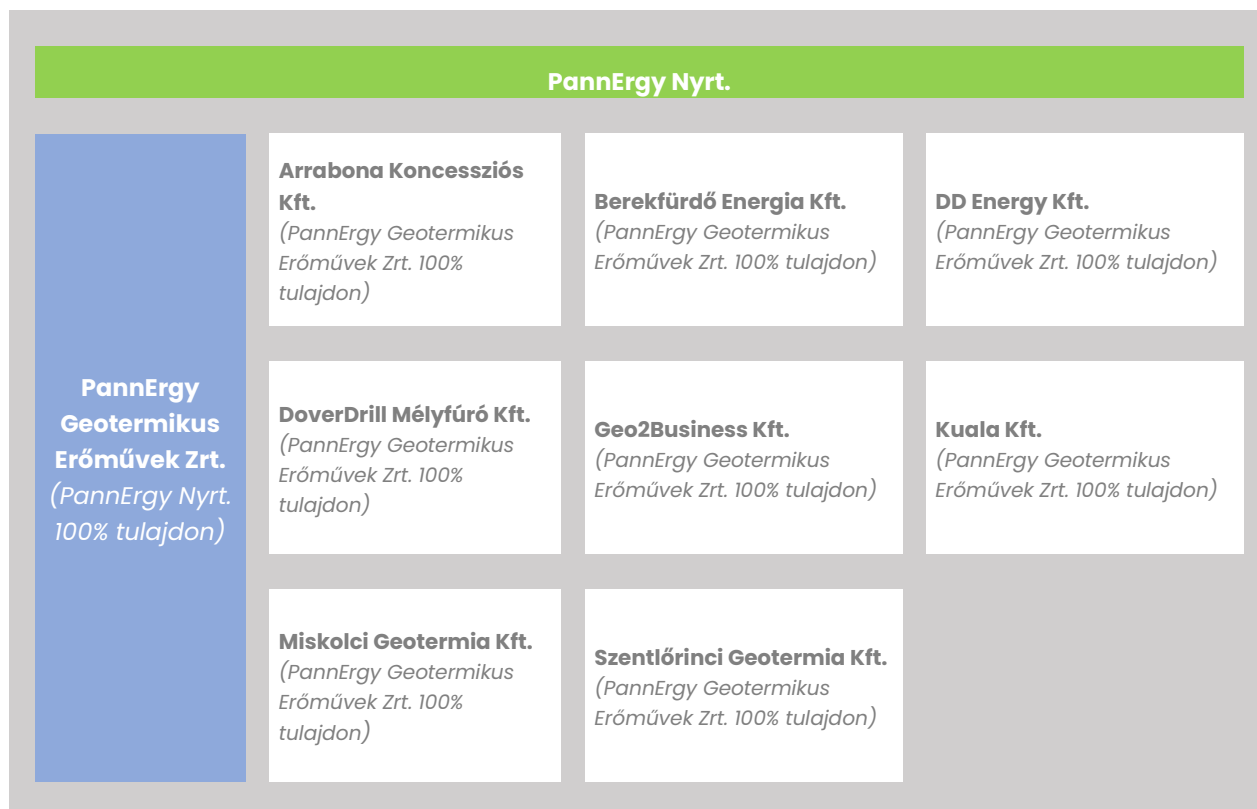 PannErgy Nyrt.
PannErgy
Geotermikus
Erőművek Zrt.
(PannErgy Nyrt.
100% tulajdon)
Arrabona Koncessziós
Kft.
(PannErgy Geotermikus
Erőművek Zrt. 100%
tulajdon)
Berekfürdő Energia Kft.
(PannErgy Geotermikus
Erőművek Zrt. 100% tulajdon)
DD Energy Kft.
(PannErgy Geotermikus
Erőművek Zrt. 100% tulajdon)
DoverDrill Mélyfúró Kft.
(PannErgy Geotermikus
Erőművek Zrt. 100%
tulajdon)
Geo2Business Kft.
(PannErgy Geotermikus
Erőművek Zrt. 100% tulajdon)
Kuala Kft.
(PannErgy Geotermikus
Erőművek Zrt. 100% tulajdon)
Miskolci Geotermia Kft.
(PannErgy Geotermikus
Erőművek Zrt. 100%
tulajdon)
Szentlőrinci Geotermia Kft.
(PannErgy Geotermikus
Erőművek Zrt. 100% tulajdon)